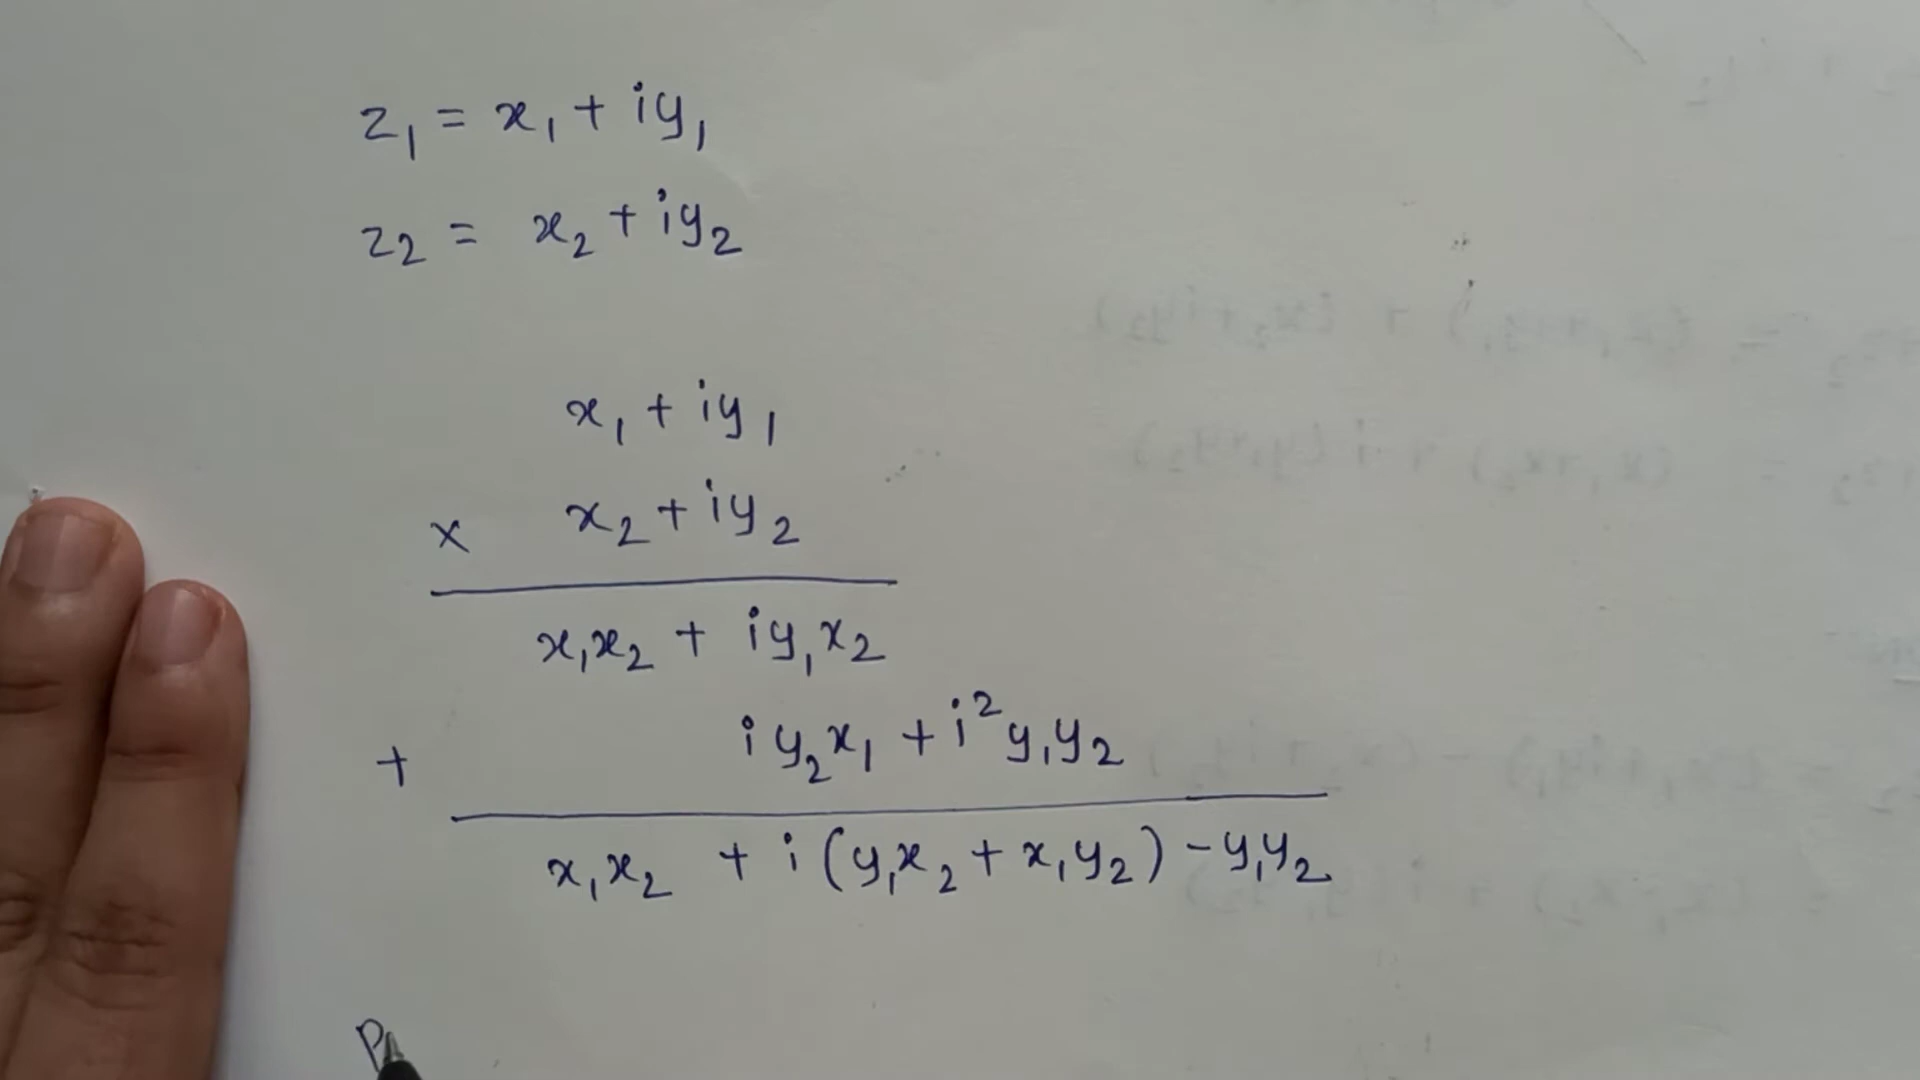 z₁ = x₁ + iy₁
z₂ = x₂ + iy₂
x₁ + iy₁
× x₂ + iy₂
x₁x₂ + iy₁x₂
+ iy₂x₁ + i²y₁y₂
x₁x₂ + i(y₁x₂ + x₁y₂) - y₁y₂
P